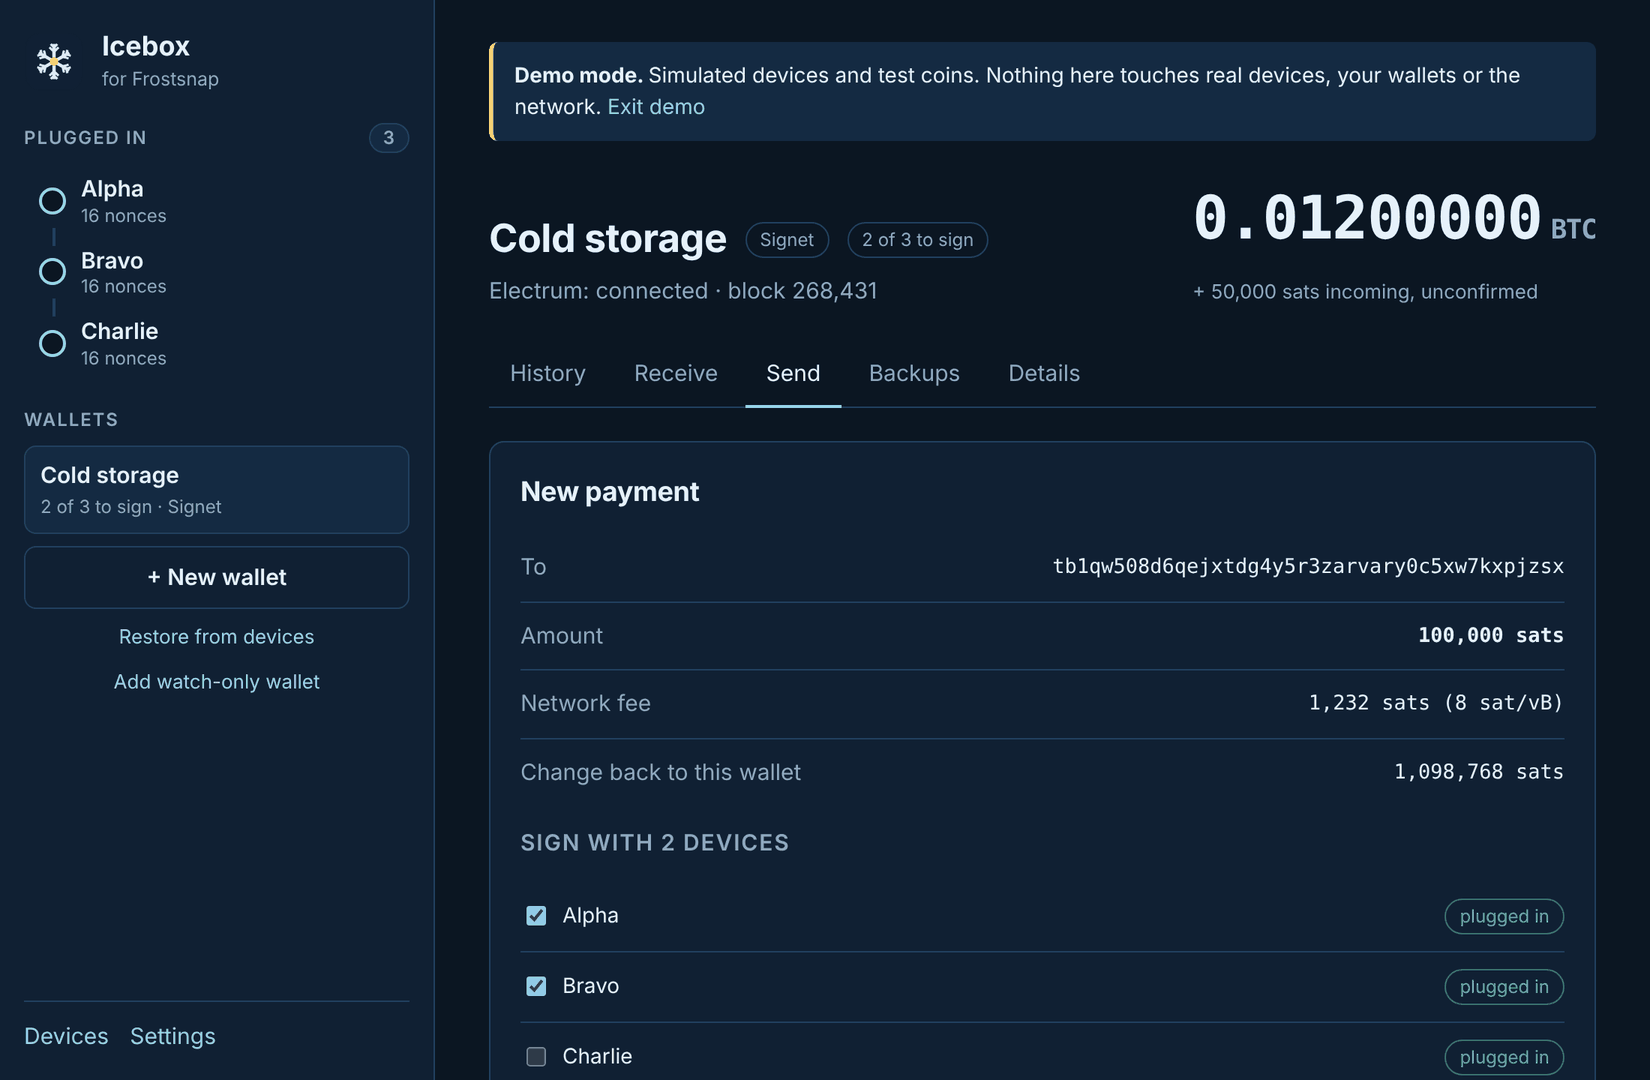 Icebox
for Frostsnap
PLUGGED IN
3
Alpha
16 nonces
Bravo
16 nonces
Charlie
16 nonces
WALLETS
Cold storage
2 of 3 to sign · Signet
+ New wallet
Restore from devices
Add watch-only wallet
Devices
Settings
Demo mode. Simulated devices and test coins. Nothing here touches real devices, your wallets or the
network. Exit demo
Cold storage
Signet
2 of 3 to sign
0.01200000 BTC
Electrum: connected · block 268,431
+ 50,000 sats incoming, unconfirmed
History
Receive
Send
Backups
Details
New payment
To
tb1qw508d6qejxtdg4y5r3zarvary0c5xw7kxpjzsx
Amount
100,000 sats
Network fee
1,232 sats (8 sat/vB)
Change back to this wallet
1,098,768 sats
SIGN WITH 2 DEVICES
Alpha
plugged in
Bravo
plugged in
Charlie
plugged in